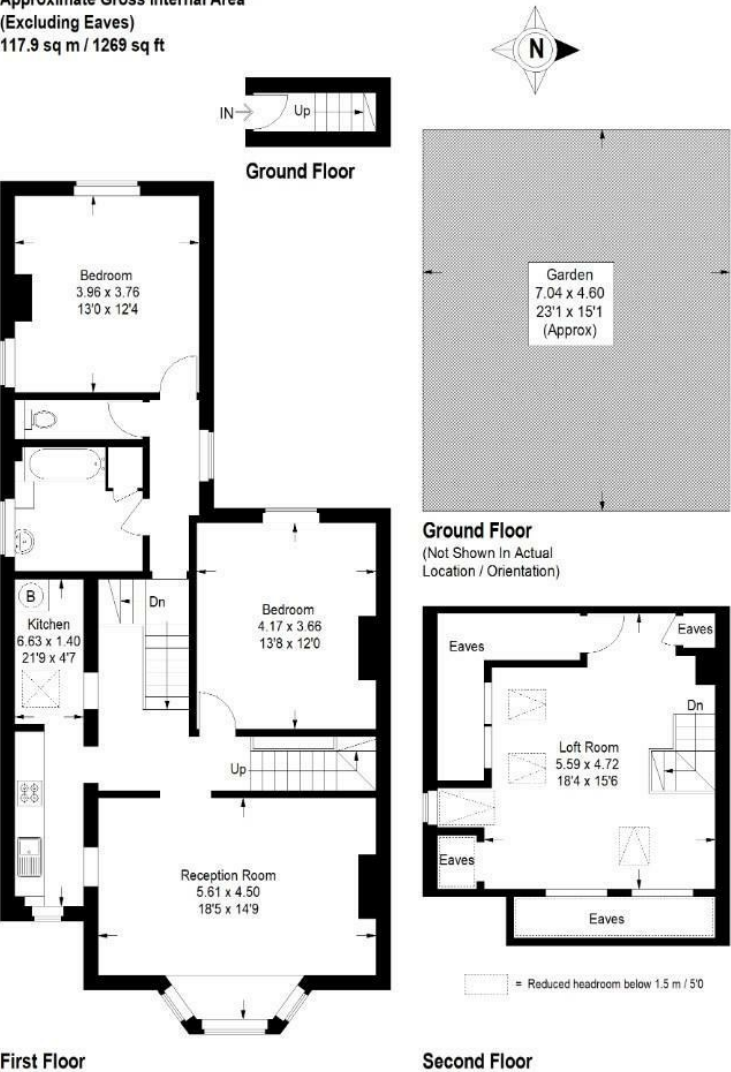 Approximate Gross Internal Area
(Excluding Eaves)
117.9 sq m / 1269 sq ft
N
IN
Up
Ground Floor
Bedroom
3.96 x 3.76
13'0 x 12'4
Garden
7.04 x 4.60
23'1 x 15'1
(Approx)
Ground Floor
(Not Shown In Actual
Location / Orientation)
B
Kitchen
6.63 x 1.40
21'9 x 4'7
Dn
Bedroom
4.17 x 3.66
13'8 x 12'0
Up
Reception Room
5.61 x 4.50
18'5 x 14'9
Eaves
Eaves
Dn
Loft Room
5.59 x 4.72
18'4 x 15'6
Eaves
Eaves
= Reduced headroom below 1.5 m / 5'0
First Floor
Second Floor